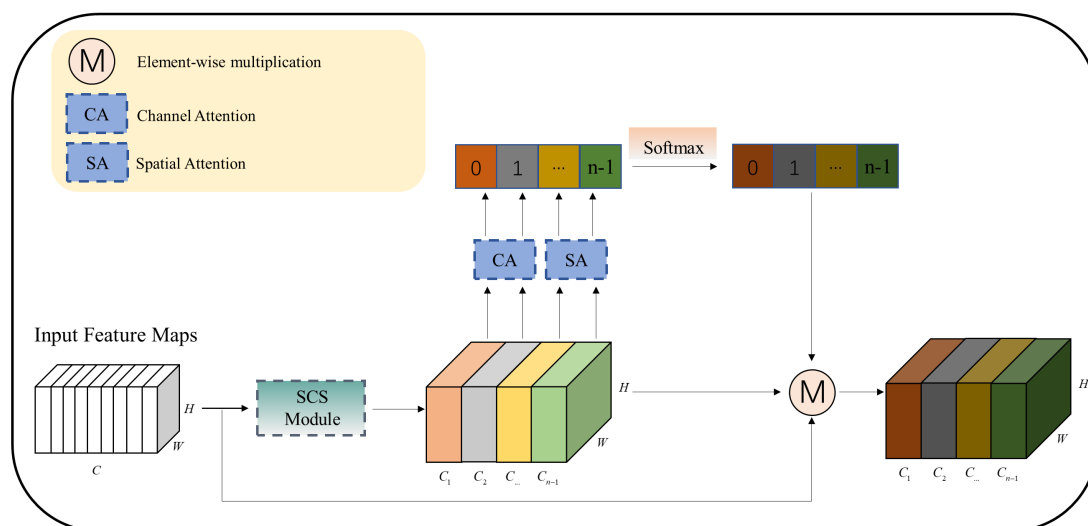 M Element-wise multiplication
CA Channel Attention
SA Spatial Attention
0 1 ... n-1
Softmax
0 1 ... n-1
CA SA
Input Feature Maps
H
W
C
SCS
Module
H
W
C1 C2 C... Cn−1
M
H
W
C1 C2 C... Cn−1